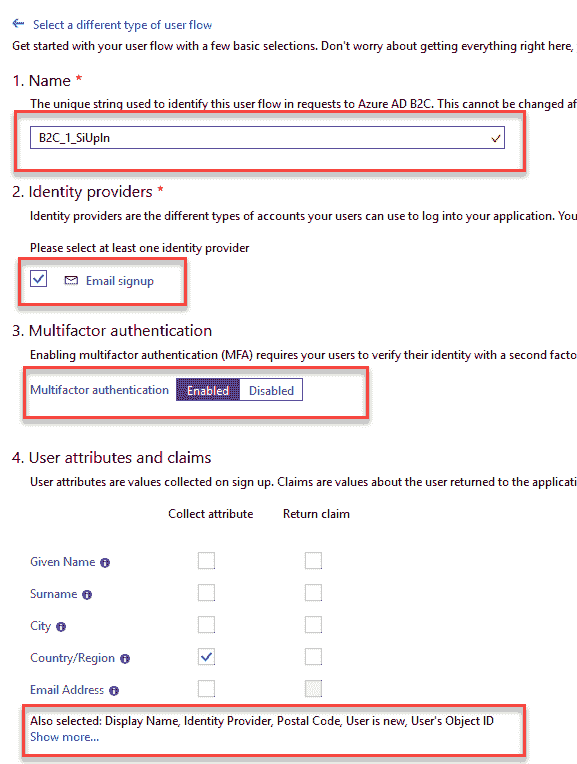 Select a different type of user flow
Get started with your user flow with a few basic selections. Don't worry about getting everything right here,
1. Name *
The unique string used to identify this user flow in requests to Azure AD B2C. This cannot be changed af
B2C_1_SiUpIn
2. Identity providers *
Identity providers are the different types of accounts your users can use to log into your application. You
Please select at least one identity provider
Email signup
3. Multifactor authentication
Enabling multifactor authentication (MFA) requires your users to verify their identity with a second facto
Multifactor authentication Enabled Disabled
4. User attributes and claims
User attributes are values collected on sign up. Claims are values about the user returned to the applicati
Collect attribute Return claim
Given Name
Surname
City
Country/Region
Email Address
Also selected: Display Name, Identity Provider, Postal Code, User is new, User's Object ID
Show more...